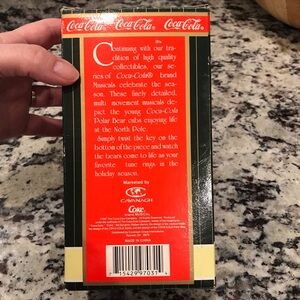 Coca-Cola Coca-Cola Coca-Cola
Continuing with our tra-
dition of high quality
collectibles, our se-
ries of Coca-Cola® brand
Musicals celebrate the sea-
son. These finely detailed,
multi movement musicals de-
pict the young Coca-Cola
Polar Bear cubs enjoying life
at the North Pole.
Simply twist the key on the
bottom of the piece and watch
the bears come to life as your
favorite tune rings in the
holiday season.
Marketed by
CAVANAGH
Coke
MADE IN CHINA
15429 97031